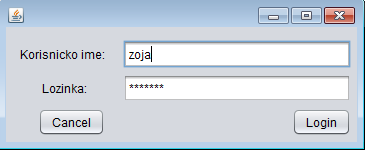 Korisnicko ime: zoja
Lozinka: *******
Cancel Login